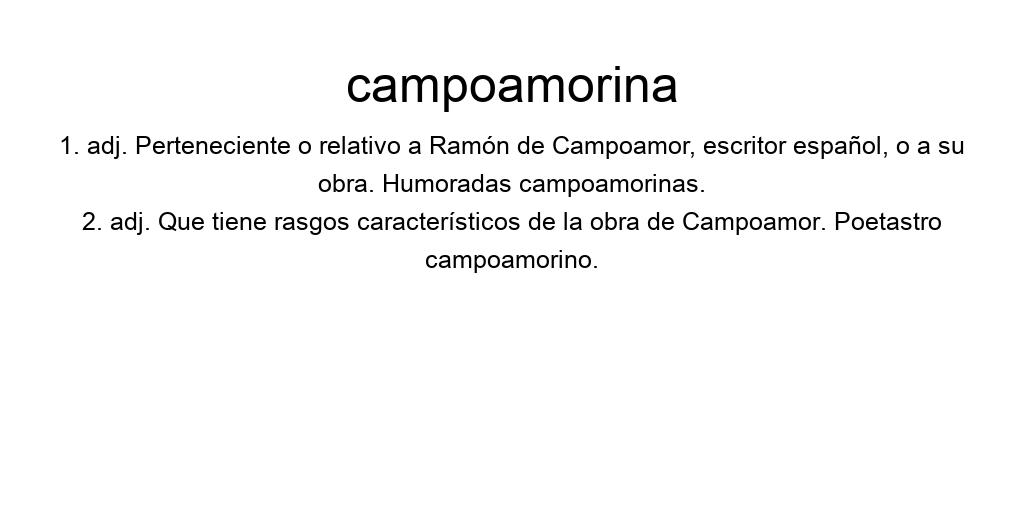 campoamorina
1. adj. Perteneciente o relativo a Ramón de Campoamor, escritor español, o a su
obra. Humoradas campoamorinas.
2. adj. Que tiene rasgos característicos de la obra de Campoamor. Poetastro
campoamorino.